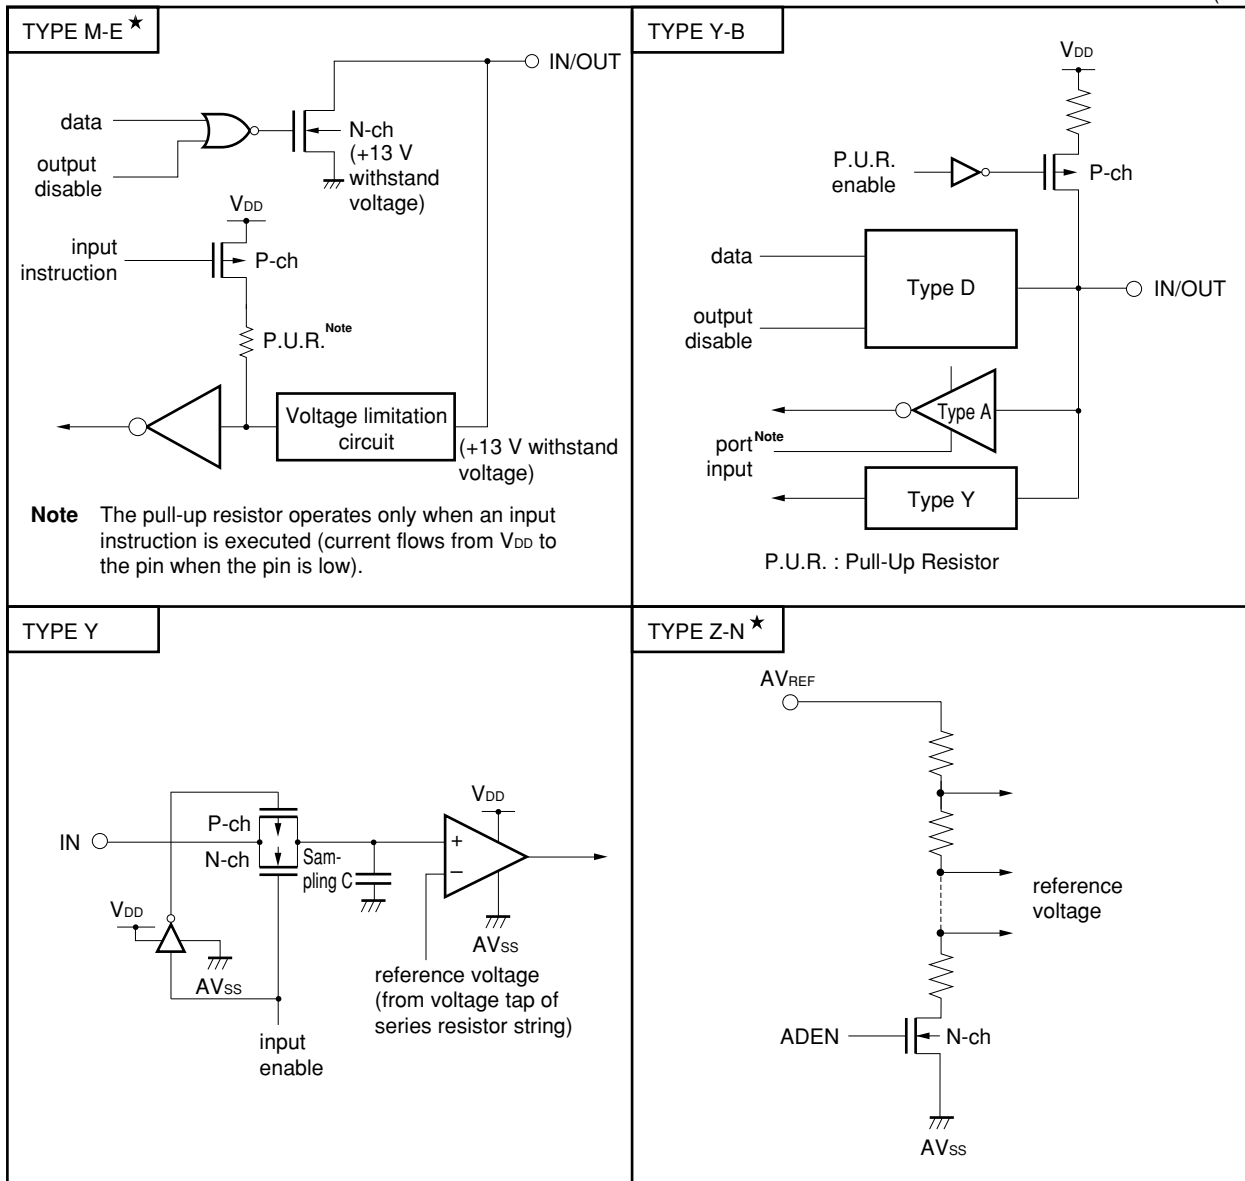 (
TYPE M-E ★
IN/OUT
data
output
disable
N-ch
(+13 V
withstand
voltage)
VDD
input
instruction
P-ch
P.U.R. Note
Voltage limitation
circuit
(+13 V withstand
voltage)
Note The pull-up resistor operates only when an input
instruction is executed (current flows from VDD to
the pin when the pin is low).
TYPE Y-B
VDD
P.U.R.
enable
P-ch
data
Type D
IN/OUT
output
disable
Type A
port Note
input
Type Y
P.U.R. : Pull-Up Resistor
TYPE Y
VDD
P-ch
IN
N-ch
Sam-
pling C
+
−
VDD
AVSS
AVSS
reference voltage
(from voltage tap of
series resistor string)
input
enable
TYPE Z-N ★
AVREF
reference
voltage
ADEN
N-ch
AVSS